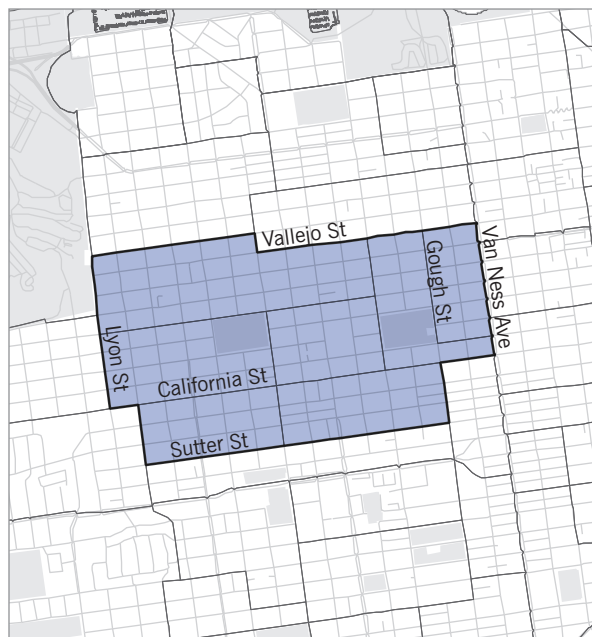 Vallejo St
Van Ness Ave
Gough St
Lyon St
California St
Sutter St